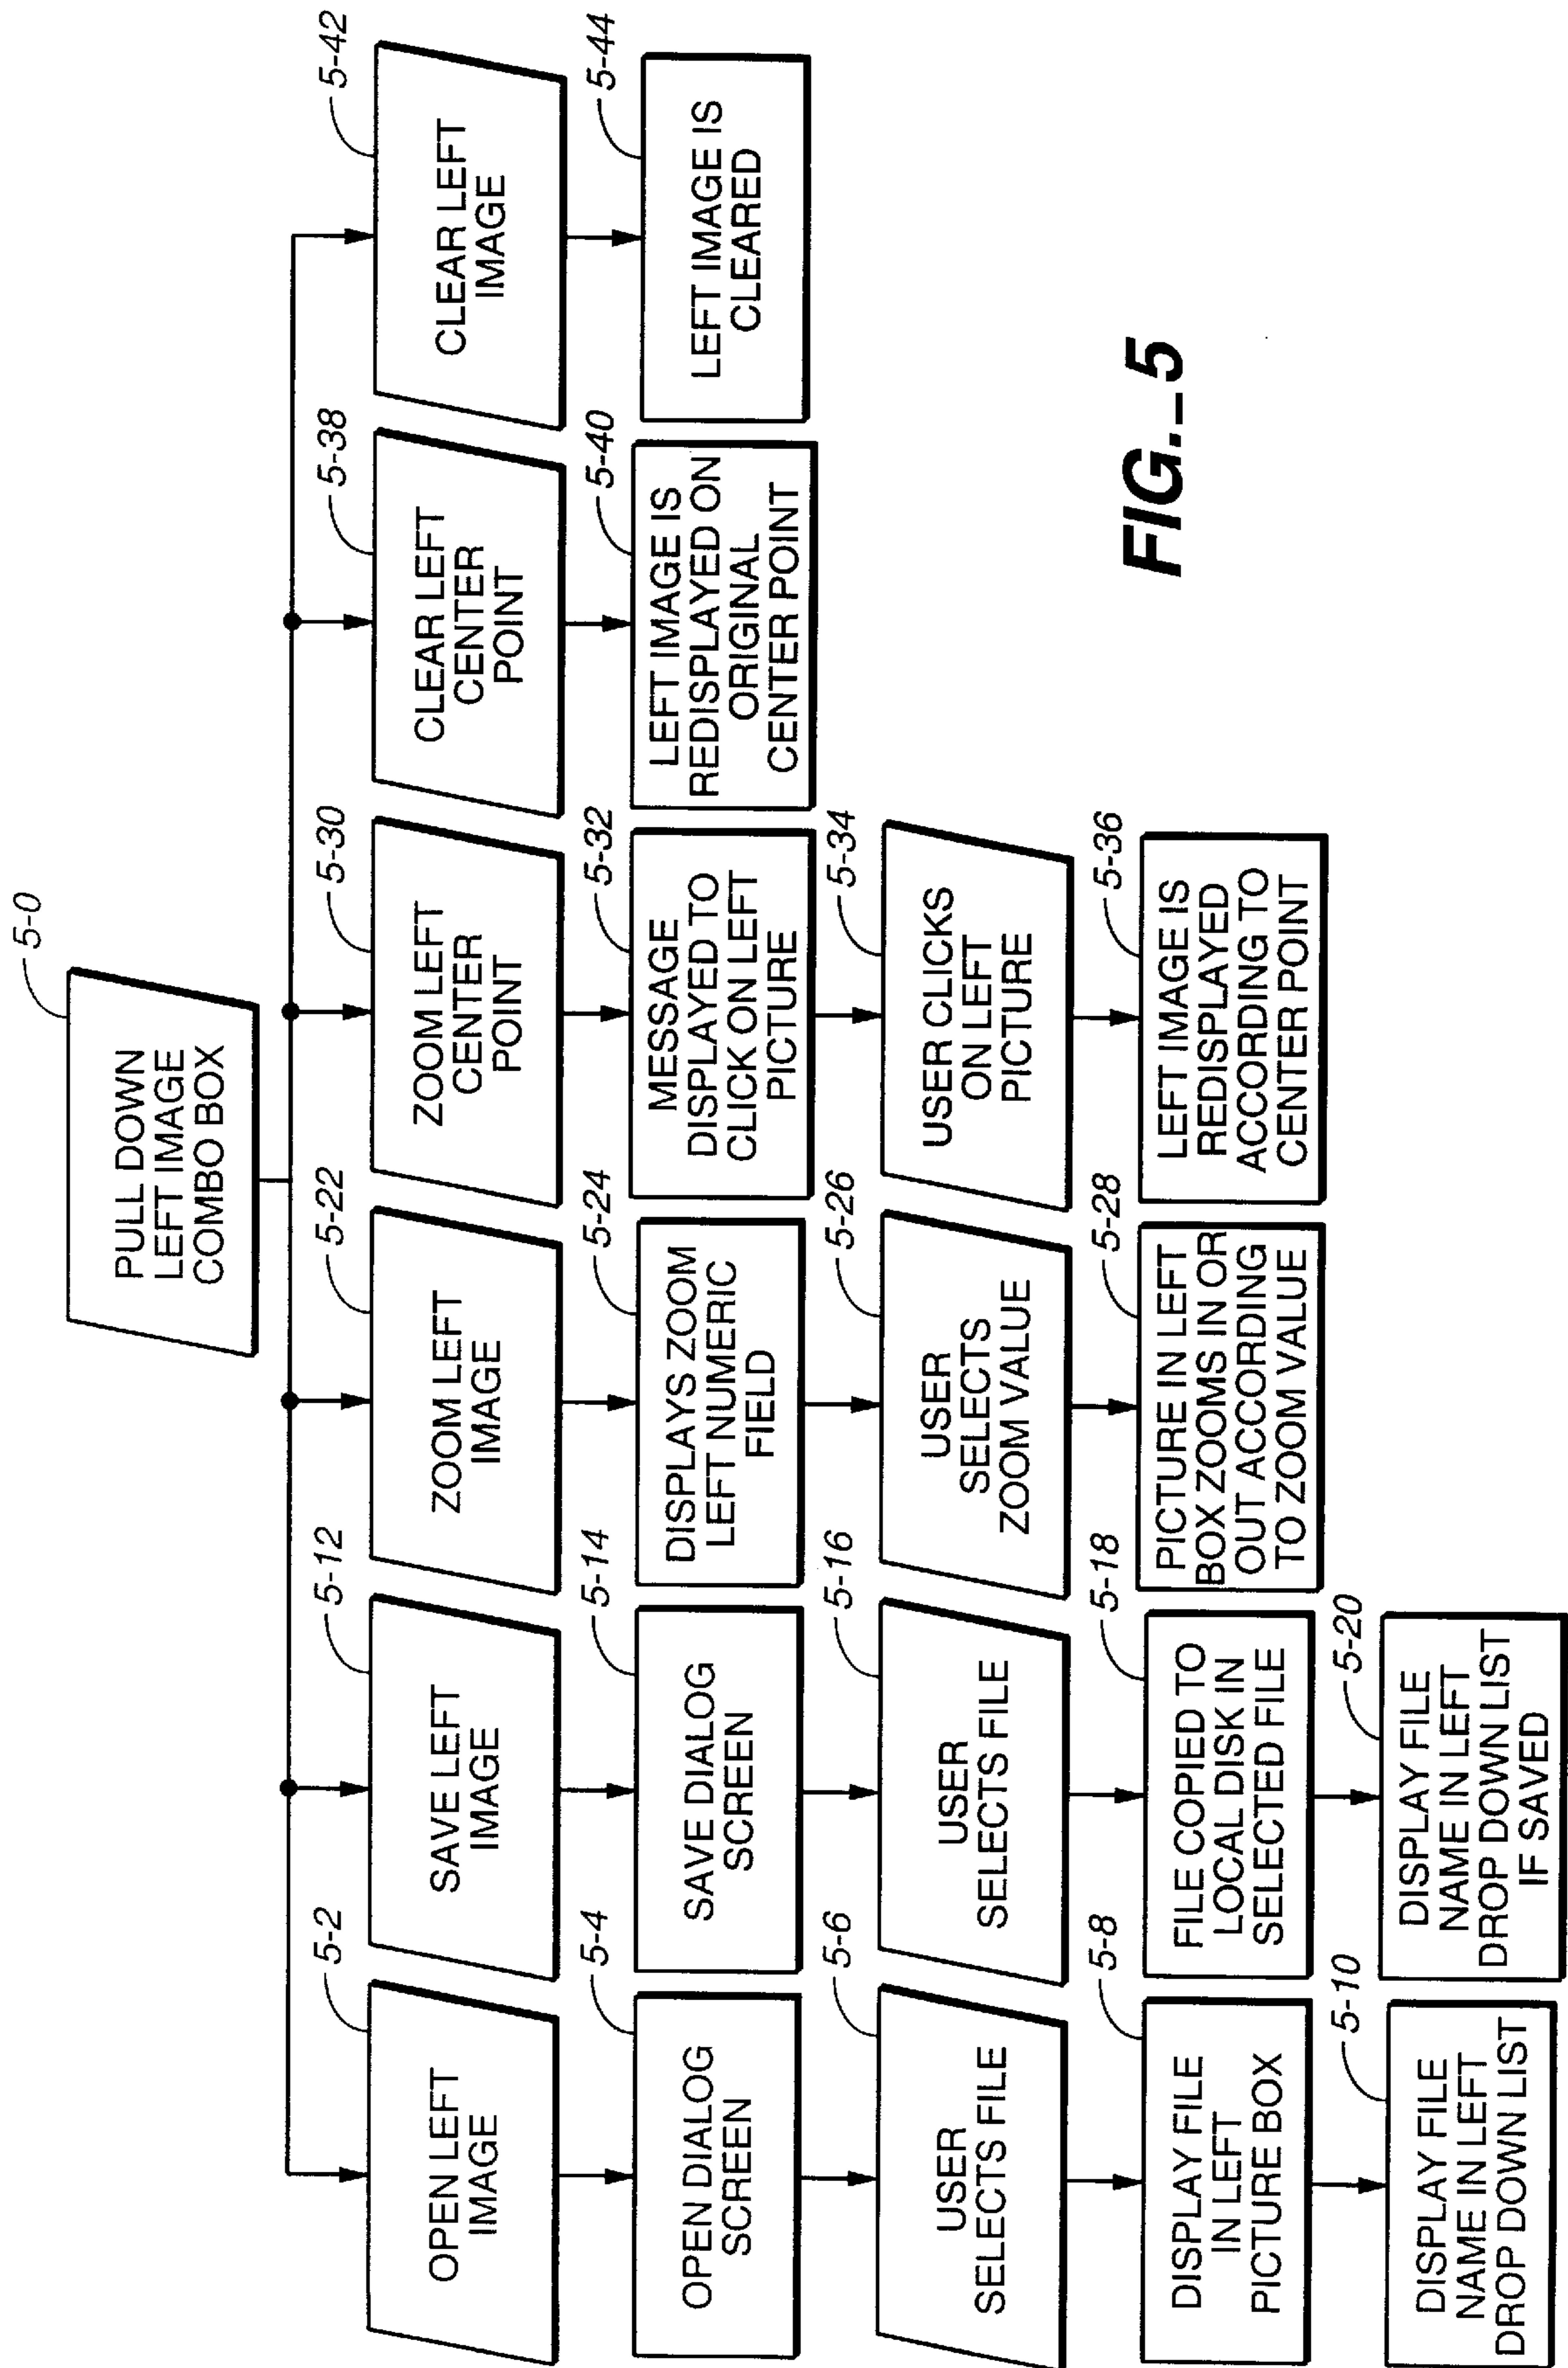 5-0
PULL DOWN
LEFT IMAGE
COMBO BOX
5-2
OPEN LEFT
IMAGE
5-4
OPEN DIALOG
SCREEN
5-6
USER
SELECTS FILE
5-8
DISPLAY FILE
IN LEFT
PICTURE BOX
5-10
DISPLAY FILE
NAME IN LEFT
DROP DOWN LIST
5-12
SAVE LEFT
IMAGE
5-14
SAVE DIALOG
SCREEN
5-16
USER
SELECTS FILE
5-18
FILE COPIED TO
LOCAL DISK IN
SELECTED FILE
5-20
DISPLAY FILE
NAME IN LEFT
DROP DOWN LIST
IF SAVED
5-22
ZOOM LEFT
IMAGE
5-24
DISPLAYS ZOOM
LEFT NUMERIC
FIELD
5-26
USER
SELECTS
ZOOM VALUE
5-28
PICTURE IN LEFT
BOX ZOOMS IN OR
OUT ACCORDING
TO ZOOM VALUE
5-30
ZOOM LEFT
CENTER
POINT
5-32
MESSAGE
DISPLAYED TO
CLICK ON LEFT
PICTURE
5-34
USER CLICKS
ON LEFT
PICTURE
5-36
LEFT IMAGE IS
REDISPLAYED
ACCORDING TO
CENTER POINT
5-38
CLEAR LEFT
CENTER
POINT
5-40
LEFT IMAGE IS
REDISPLAYED ON
ORIGINAL
CENTER POINT
5-42
CLEAR LEFT
IMAGE
5-44
LEFT IMAGE IS
CLEARED
FIG._5